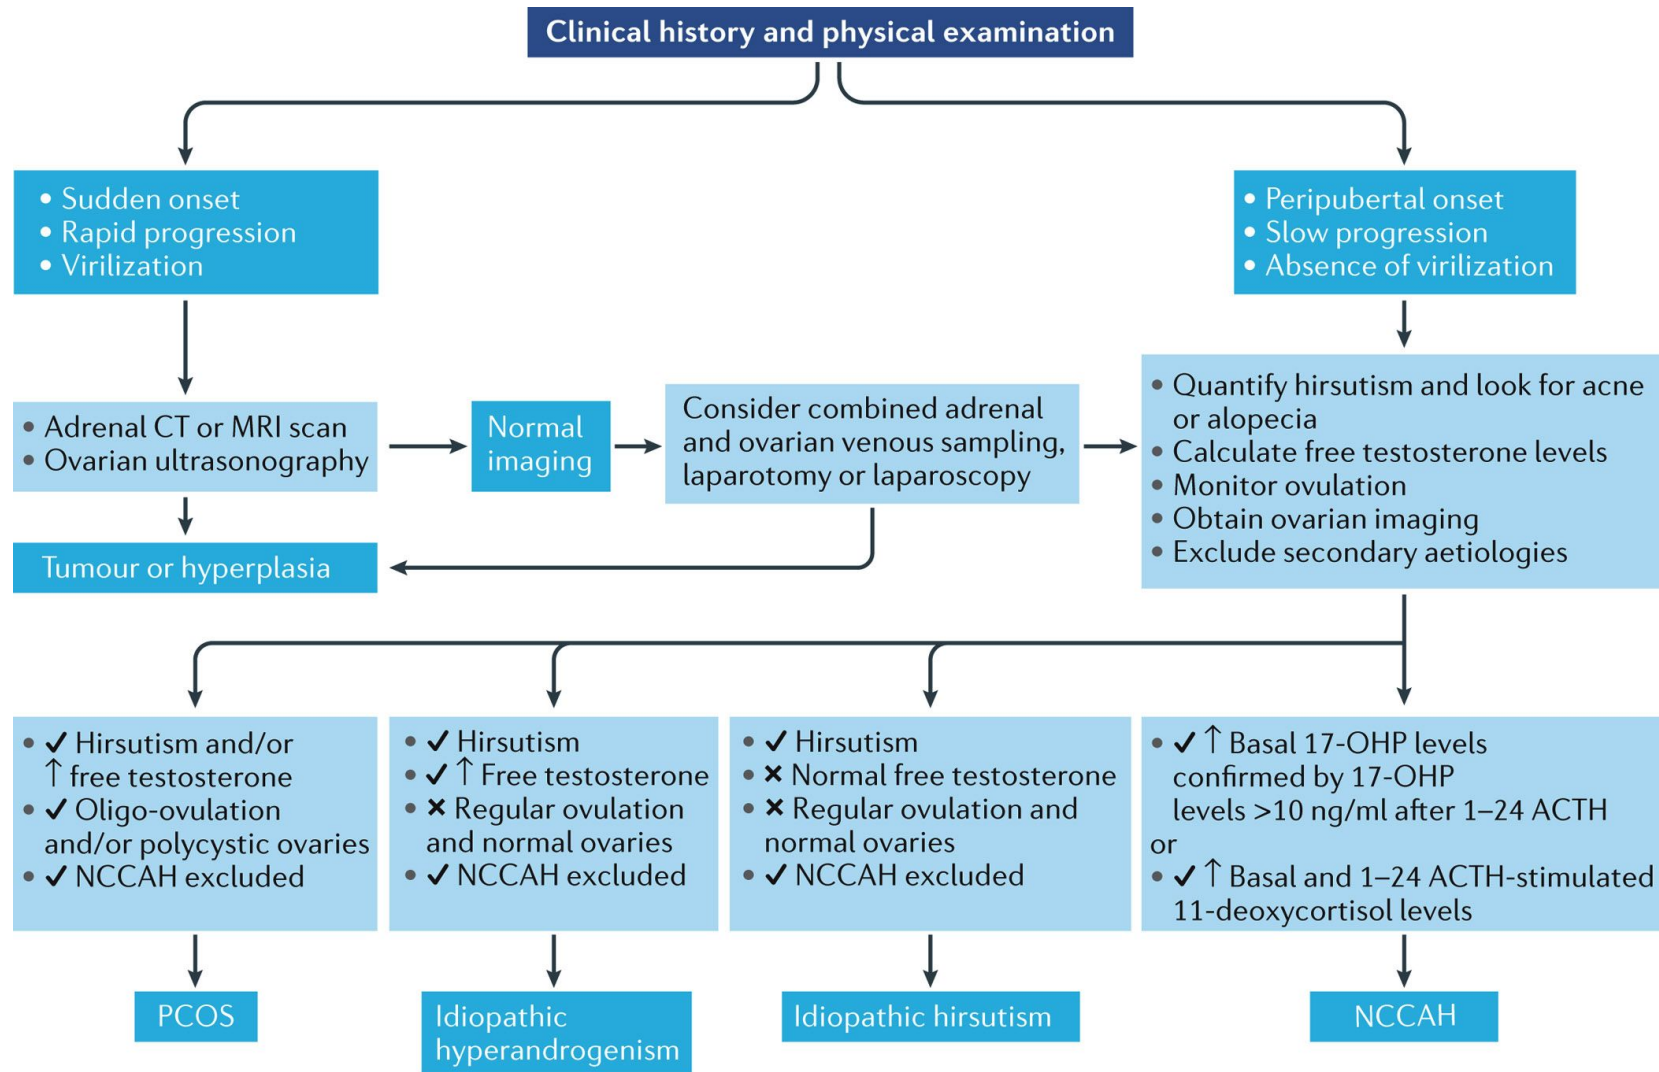 Clinical history and physical examination
• Sudden onset
• Rapid progression
• Virilization
• Peripubertal onset
• Slow progression
• Absence of virilization
• Adrenal CT or MRI scan
• Ovarian ultrasonography
Normal
imaging
Consider combined adrenal
and ovarian venous sampling,
laparotomy or laparoscopy
• Quantify hirsutism and look for acne
or alopecia
• Calculate free testosterone levels
• Monitor ovulation
• Obtain ovarian imaging
• Exclude secondary aetiologies
Tumour or hyperplasia
• ✔ Hirsutism and/or
↑ free testosterone
• ✔ Oligo-ovulation
and/or polycystic ovaries
• ✔ NCCAH excluded
• ✔ Hirsutism
• ✔ ↑ Free testosterone
• ✖ Regular ovulation
and normal ovaries
• ✔ NCCAH excluded
• ✔ Hirsutism
• ✖ Normal free testosterone
• ✖ Regular ovulation and
normal ovaries
• ✔ NCCAH excluded
• ✔ ↑ Basal 17-OHP levels
confirmed by 17-OHP
levels >10 ng/ml after 1–24 ACTH
or
• ✔ ↑ Basal and 1–24 ACTH-stimulated
11-deoxycortisol levels
PCOS
Idiopathic
hyperandrogenism
Idiopathic hirsutism
NCCAH